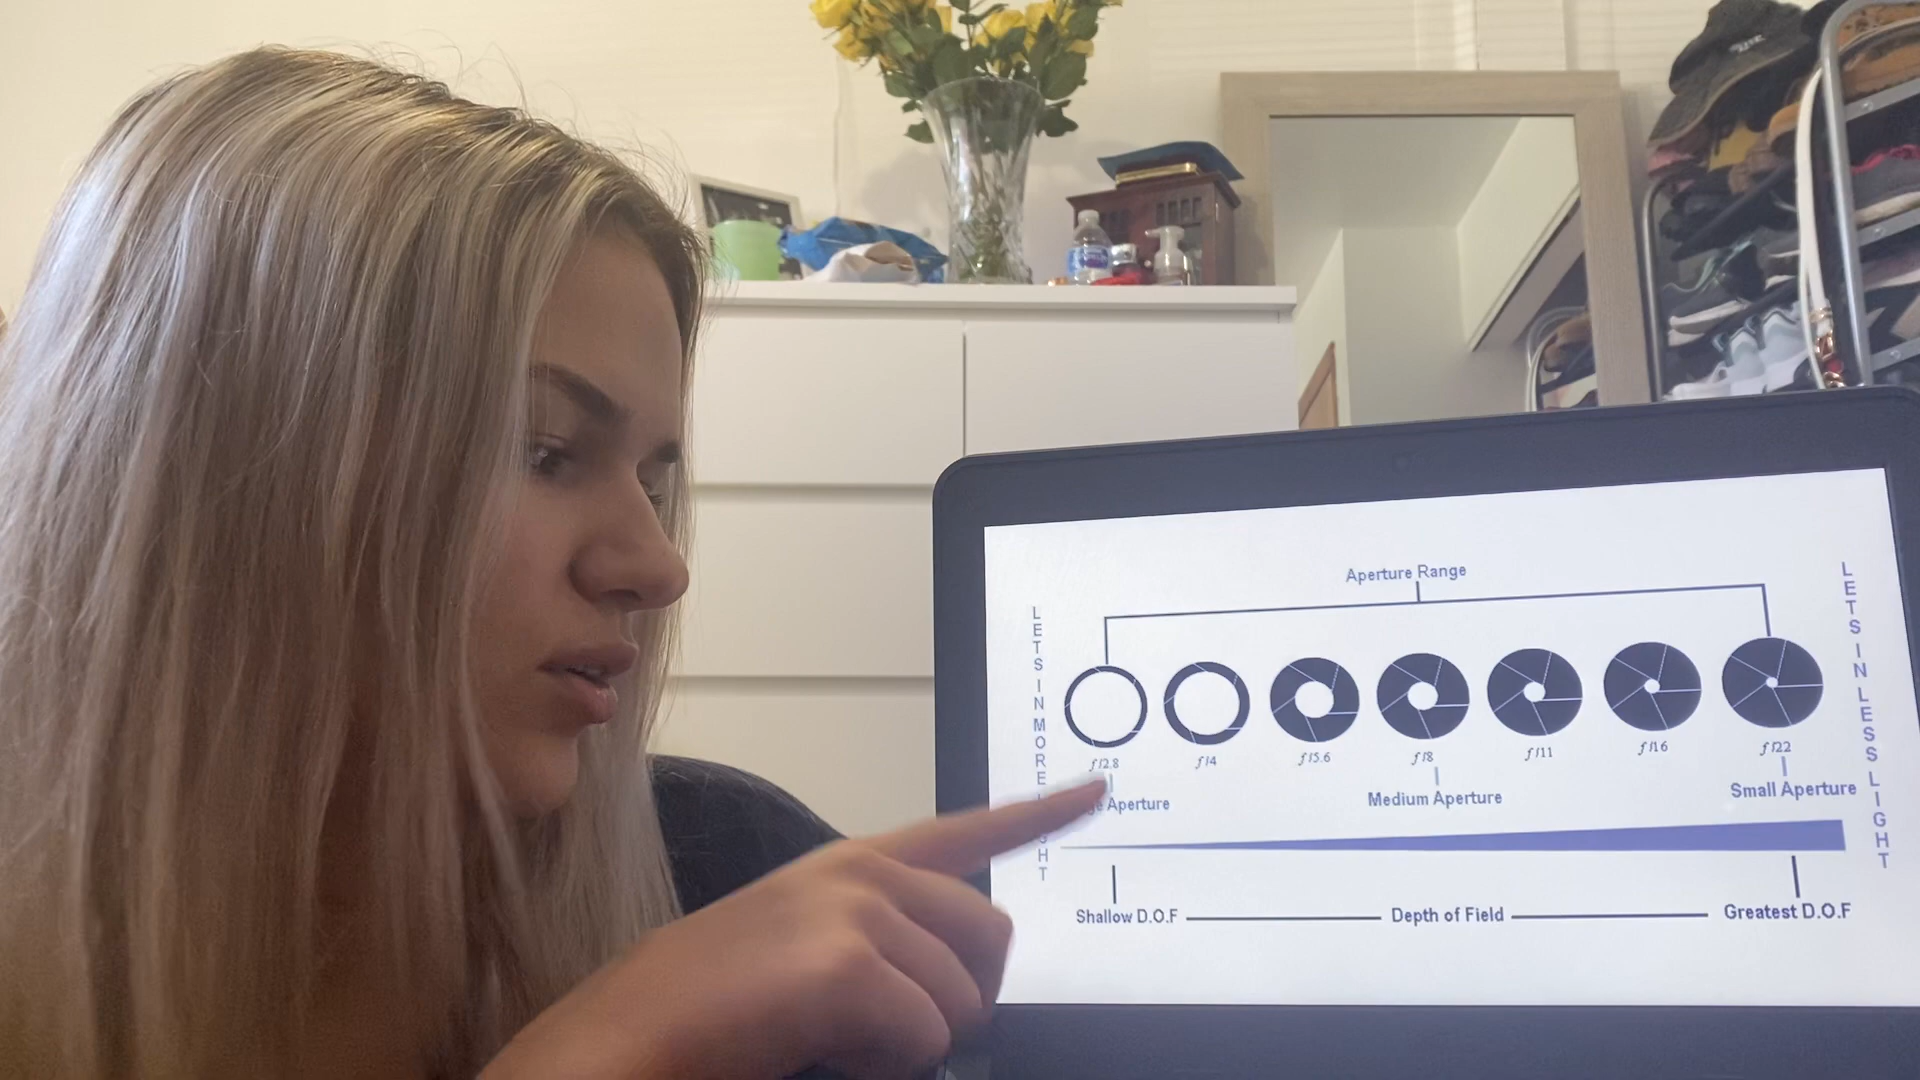 Aperture Range
LETS IN MORE
GHT
LETS IN LESS LIGHT
f/2.8
f/4
f/5.6
f/8
f/11
f/16
f/22
Aperture
Medium Aperture
Small Aperture
Shallow D.O.F
Depth of Field
Greatest D.O.F